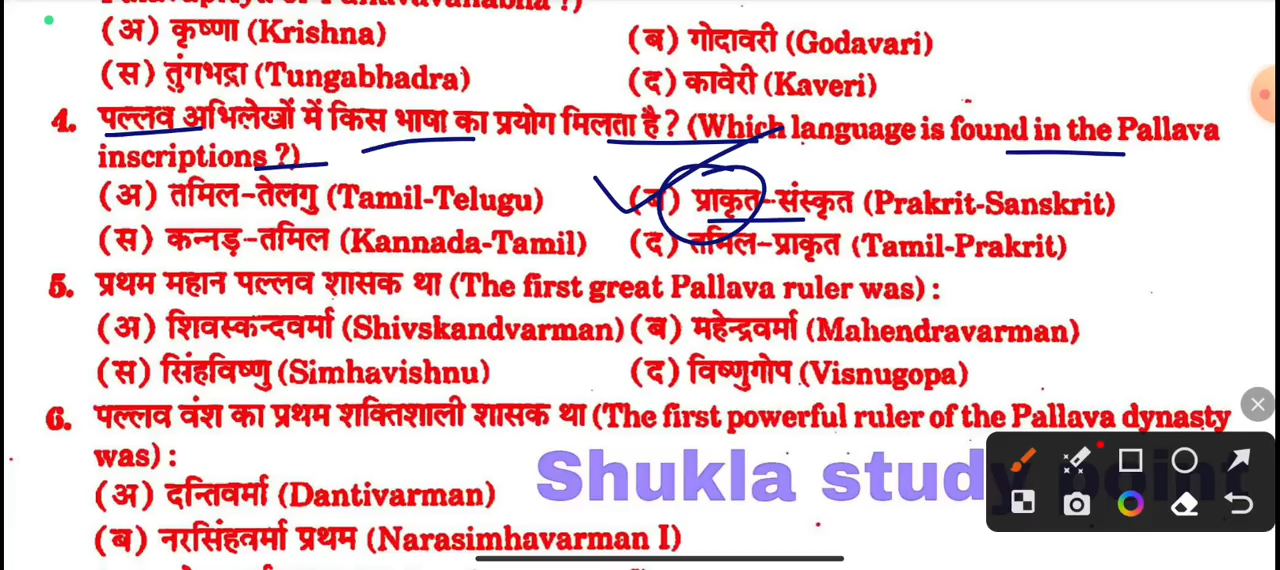 (अ) कृष्णा (Krishna) (ब) गोदावरी (Godavari)
(स) तुंगभद्रा (Tungabhadra) (द) कावेरी (Kaveri)
4. पल्लव अभिलेखों में किस भाषा का प्रयोग मिलता है ? (Which language is found in the Pallava
inscriptions ?)
(अ) तमिल-तेलगु (Tamil-Telugu) (ब) प्राकृत-संस्कृत (Prakrit-Sanskrit)
(स) कन्नड़-तमिल (Kannada-Tamil) (द) तमिल-प्राकृत (Tamil-Prakrit)
5. प्रथम महान पल्लव शासक था (The first great Pallava ruler was) :
(अ) शिवस्कन्दवर्मा (Shivskandvarman) (ब) महेन्द्रवर्मा (Mahendravarman)
(स) सिंहविष्णु (Simhavishnu) (द) विष्णुगोप (Visnugopa)
6. पल्लव वंश का प्रथम शक्तिशाली शासक था (The first powerful ruler of the Pallava dynasty
was) :
(अ) दन्तिवर्मा (Dantivarman)
Shukla study point
(ब) नरसिंहवर्मा प्रथम (Narasimhavarman I)